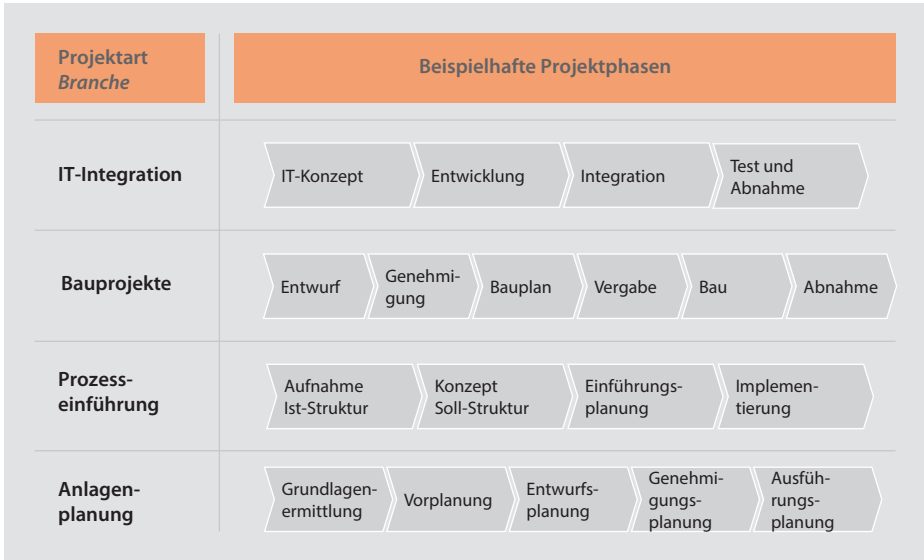 Projektart
Branche
Beispielhafte Projektphasen
IT-Integration
IT-Konzept
Entwicklung
Integration
Test und
Abnahme
Bauprojekte
Entwurf
Genehmi-
gung
Bauplan
Vergabe
Bau
Abnahme
Prozess-
einführung
Aufnahme
Ist-Struktur
Konzept
Soll-Struktur
Einführungs-
planung
Implemen-
tierung
Anlagen-
planung
Grundlagen-
ermittlung
Vorplanung
Entwurfs-
planung
Genehmi-
gungs-
planung
Ausfüh-
rungs-
planung